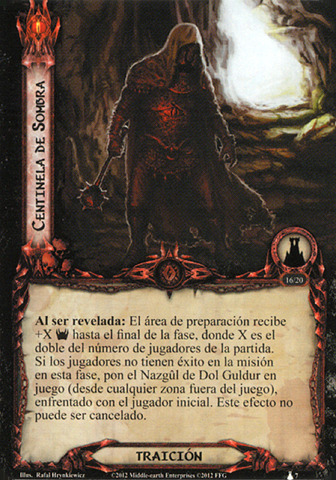 CENTINELA DE SOMBRA
16/20
Al ser revelada: El área de preparación recibe
+X hasta el final de la fase, donde X es el
doble del número de jugadores de la partida.
Si los jugadores no tienen éxito en la misión
en esta fase, pon el Nazgûl de Dol Guldur en
juego (desde cualquier zona fuera del juego),
enfrentado con el jugador inicial. Este efecto no
puede ser cancelado.
TRAICIÓN
Illus. Rafał Hrynkiewicz ©2012 Middle-earth Enterprises ©2012 FFG 7